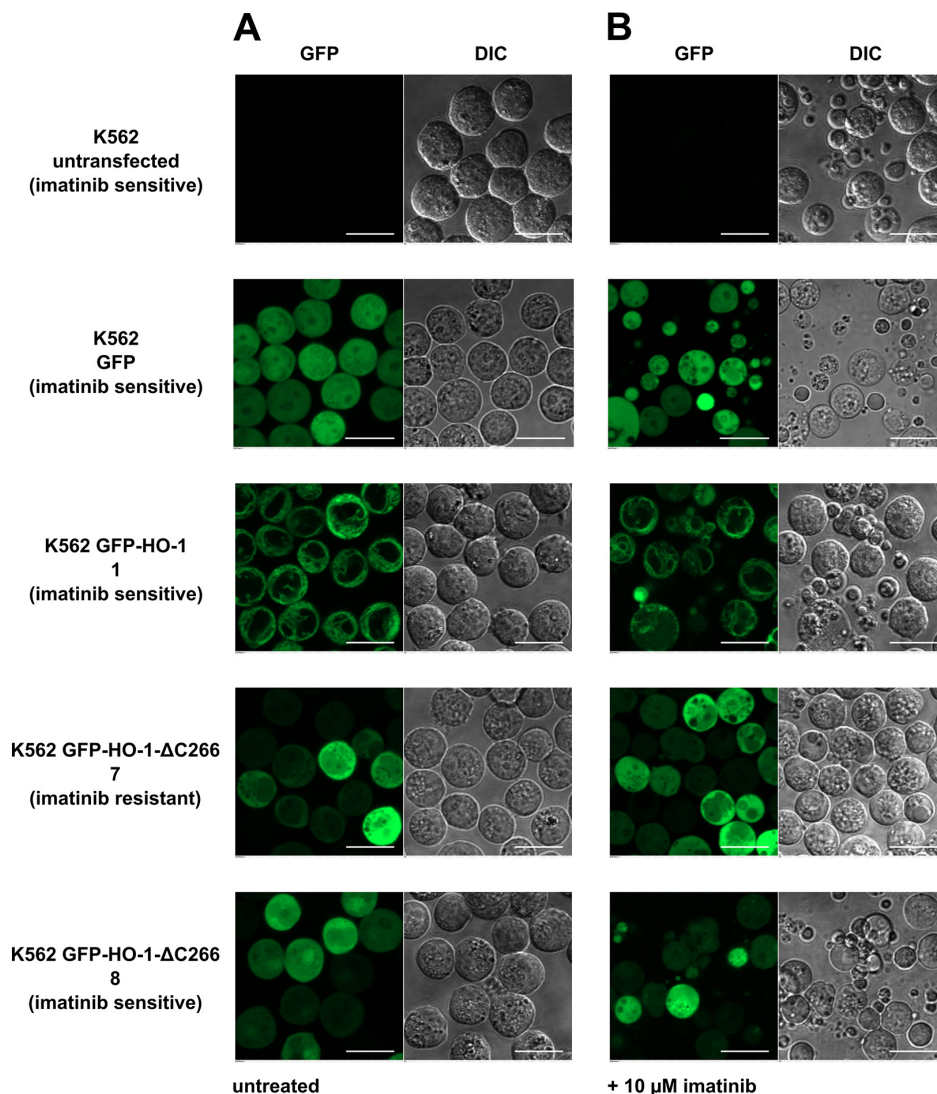 A
B
GFP
DIC
GFP
DIC
K562
untransfected
(imatinib sensitive)
K562
GFP
(imatinib sensitive)
K562 GFP-HO-1
1
(imatinib sensitive)
K562 GFP-HO-1-ΔC266
7
(imatinib resistant)
K562 GFP-HO-1-ΔC266
8
(imatinib sensitive)
untreated
+ 10 µM imatinib